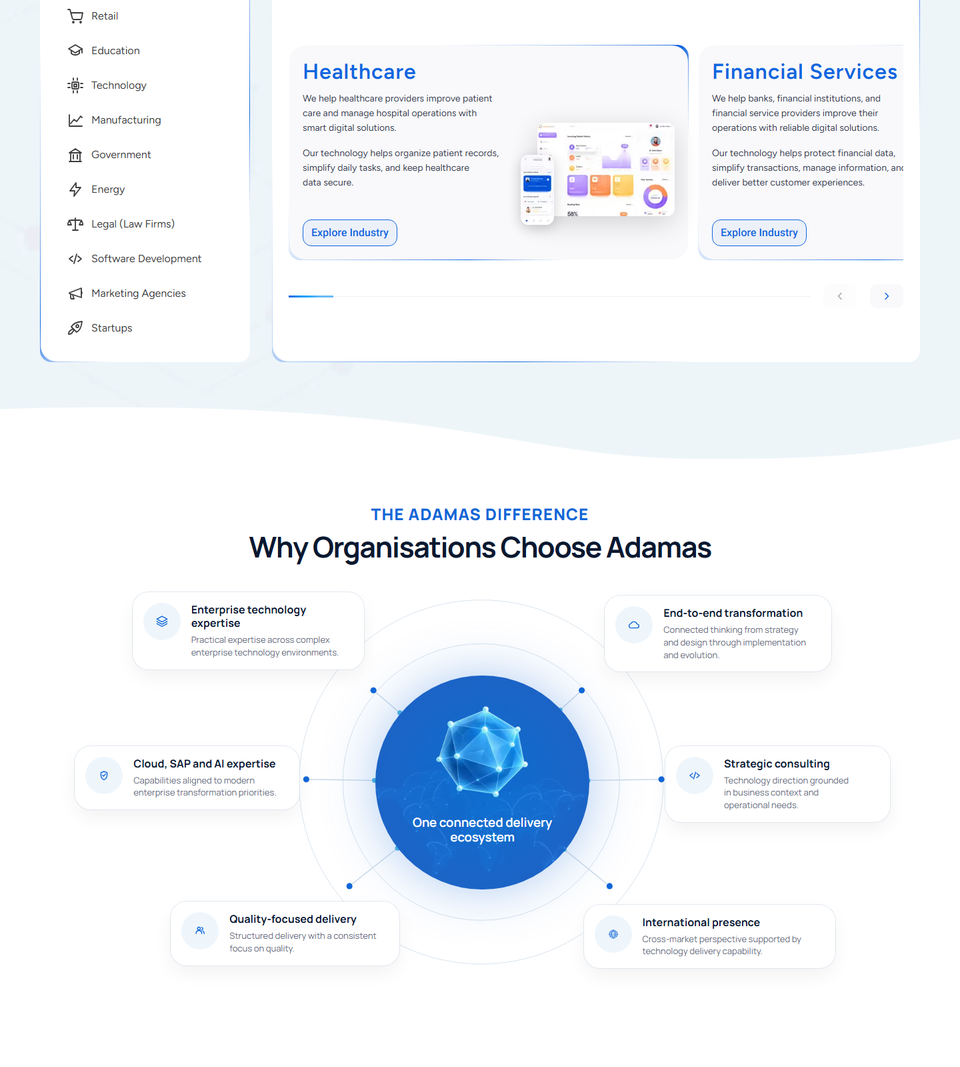 Retail
Education
Technology
Manufacturing
Government
Energy
Legal (Law Firms)
Software Development
Marketing Agencies
Startups
Healthcare
We help healthcare providers improve patient
care and manage hospital operations with
smart digital solutions.
Our technology helps organize patient records,
simplify daily tasks, and keep healthcare
data secure.
Explore Industry
58%
Financial Services
We help banks, financial institutions, and
financial service providers improve their
operations with reliable digital solutions.
Our technology helps protect financial data,
simplify transactions, manage information, and
deliver better customer experiences.
Explore Industry
THE ADAMAS DIFFERENCE
Why Organisations Choose Adamas
Enterprise technology
expertise
Practical expertise across complex
enterprise technology environments.
End-to-end transformation
Connected thinking from strategy
and design through implementation
and evolution.
Cloud, SAP and AI expertise
Capabilities aligned to modern
enterprise transformation priorities.
One connected delivery
ecosystem
Strategic consulting
Technology direction grounded
in business context and
operational needs.
Quality-focused delivery
Structured delivery with a consistent
focus on quality.
International presence
Cross-market perspective supported by
technology delivery capability.